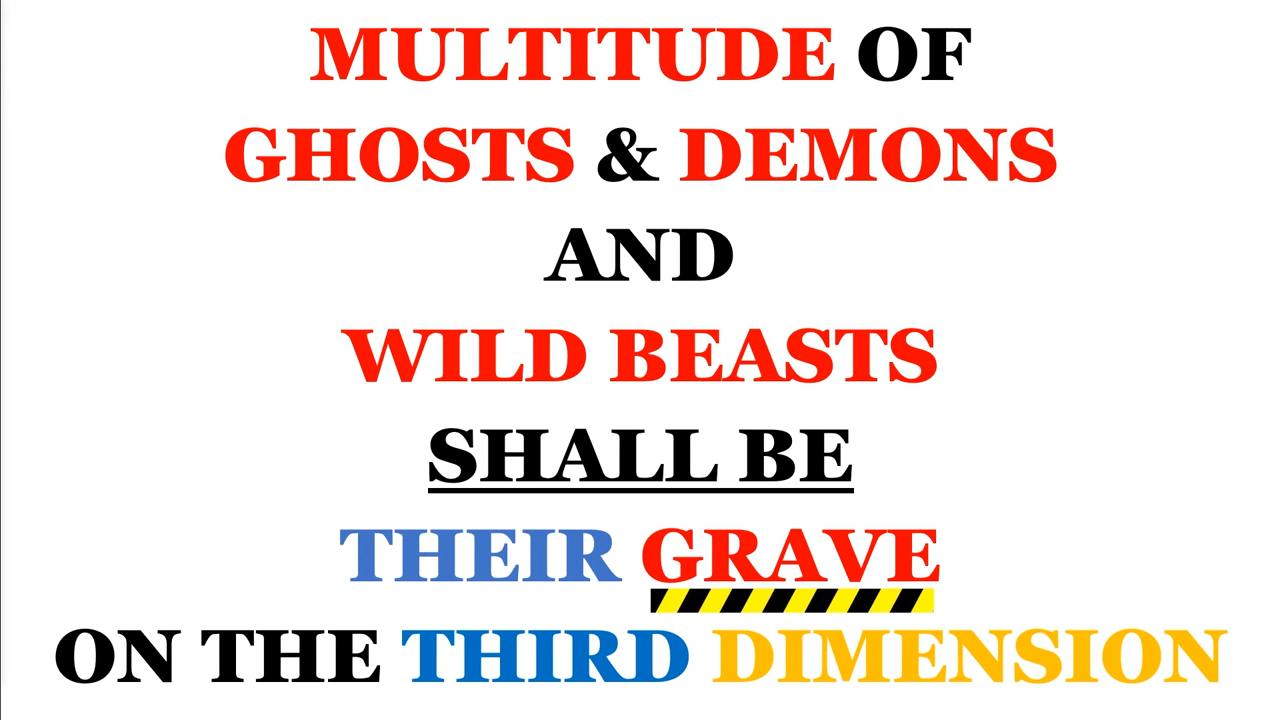 MULTITUDE OF
GHOSTS & DEMONS
AND
WILD BEASTS
SHALL BE
THEIR GRAVE
ON THE THIRD DIMENSION